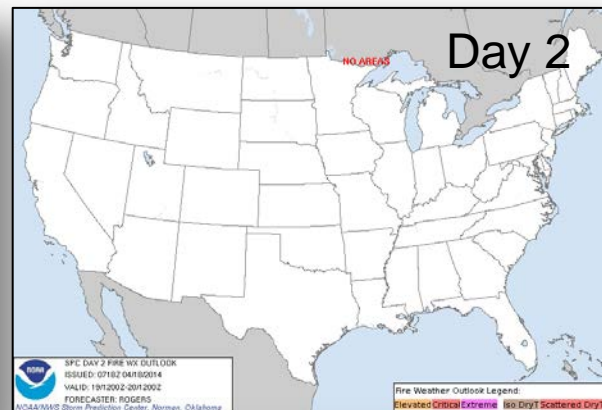 Day 2
NO AREAS
SPC DAY 2 FIRE WX OUTLOOK
ISSUED: 0718Z 04/18/2014
VALID: 19/1200Z-20/1200Z
FORECASTER: ROGERS
NOAA/NWS Storm Prediction Center, Norman, Oklahoma
NOAA
Fire Weather Outlook Legend:
Elevated Critical Extreme Iso DryT Scattered DryT